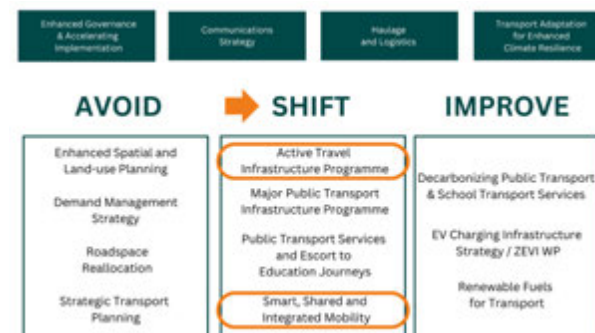 Enhanced Governance
& Accelerating
Implementation
Communications
Strategy
Haulage
and Logistics
Transport Adaptation
for Enhanced
Climate Resilience
AVOID
SHIFT
IMPROVE
Enhanced Spatial and
Land-use Planning
Demand Management
Strategy
Roadspace
Reallocation
Strategic Transport
Planning
Active Travel
Infrastructure Programme
Major Public Transport
Infrastructure Programme
Public Transport Services
and Escort to
Education Journeys
Smart, Shared and
Integrated Mobility
Decarbonizing Public Transport
& School Transport Services
EV Charging Infrastructure
Strategy / ZEVI WP
Renewable Fuels
for Transport